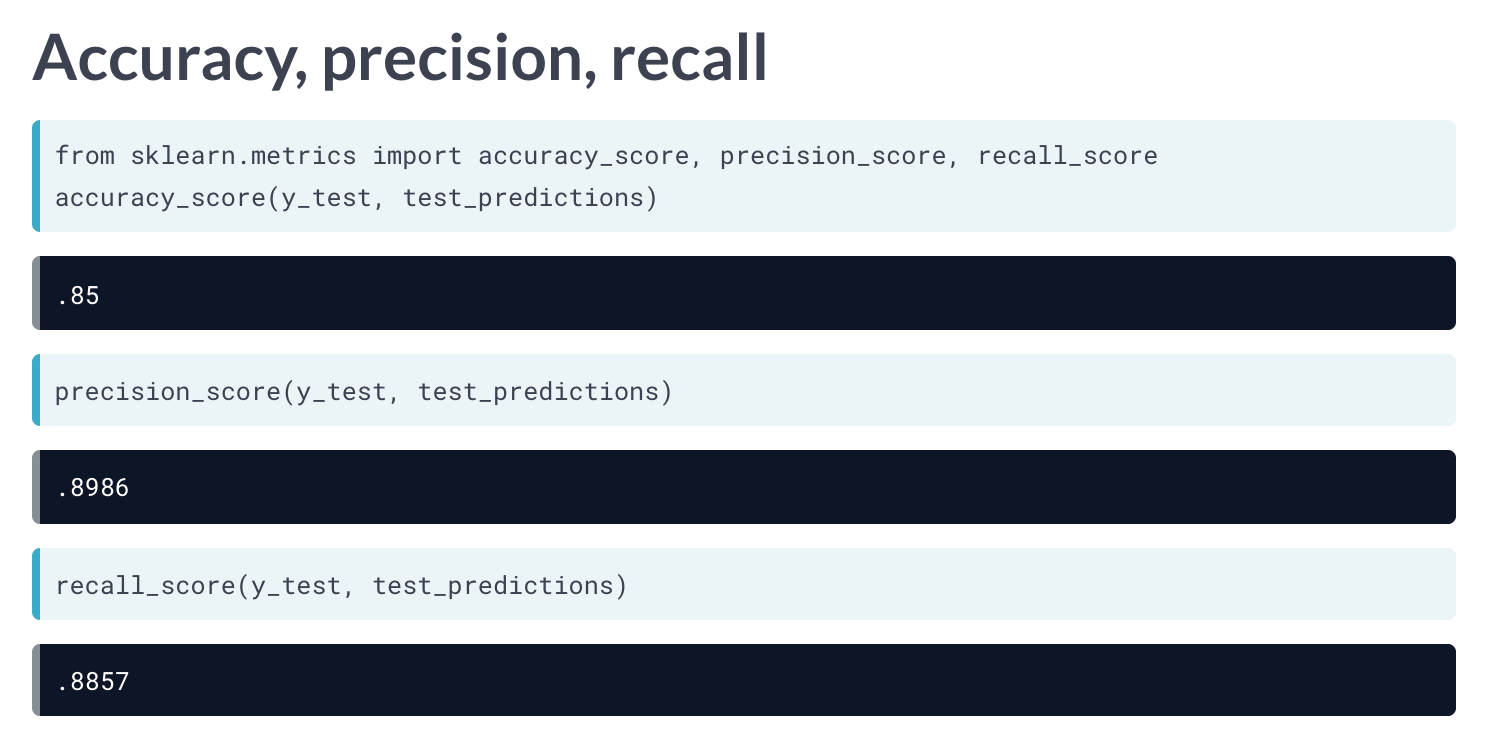 Accuracy, precision, recall
from sklearn.metrics import accuracy_score, precision_score, recall_score
accuracy_score(y_test, test_predictions)
.85
precision_score(y_test, test_predictions)
.8986
recall_score(y_test, test_predictions)
.8857